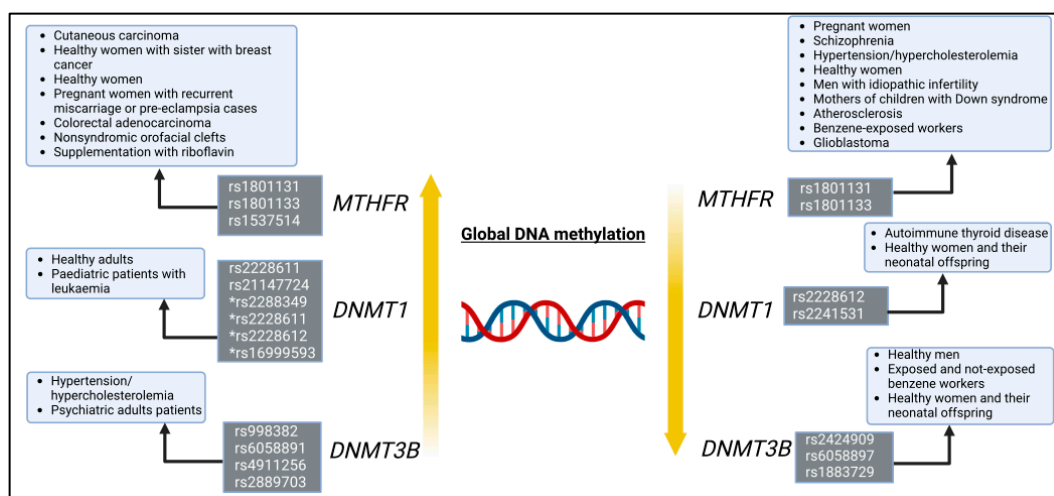 • Cutaneous carcinoma
• Healthy women with sister with breast
cancer
• Healthy women
• Pregnant women with recurrent
miscarriage or pre-eclampsia cases
• Colorectal adenocarcinoma
• Nonsyndromic orofacial clefts
• Supplementation with riboflavin
rs1801131
rs1801133
rs1537514
MTHFR
• Healthy adults
• Paediatric patients with
leukaemia
rs2228611
rs21147724
*rs2288349
*rs2228611
*rs2228612
*rs16999593
DNMT1
• Hypertension/
hypercholesterolemia
• Psychiatric adults patients
rs998382
rs6058891
rs4911256
rs2889703
DNMT3B
Global DNA methylation
• Pregnant women
• Schizophrenia
• Hypertension/hypercholesterolemia
• Healthy women
• Men with idiopathic infertility
• Mothers of children with Down syndrome
• Atherosclerosis
• Benzene-exposed workers
• Glioblastoma
MTHFR
rs1801131
rs1801133
• Autoimmune thyroid disease
• Healthy women and their
neonatal offspring
DNMT1
rs2228612
rs2241531
• Healthy men
• Exposed and not-exposed
benzene workers
• Healthy women and their
neonatal offspring
DNMT3B
rs2424909
rs6058897
rs1883729